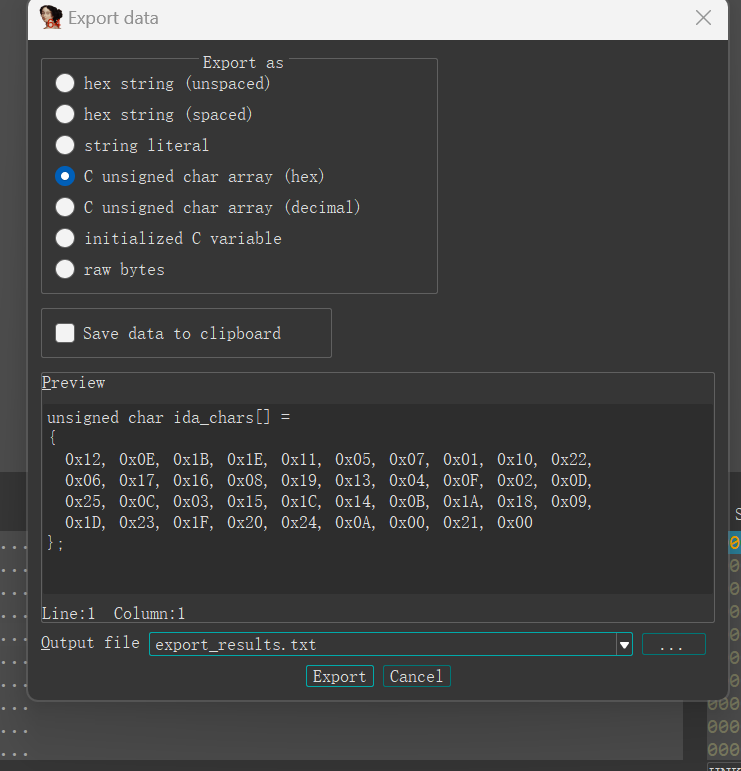 Export data
Export as
hex string (unspaced)
hex string (spaced)
string literal
C unsigned char array (hex)
C unsigned char array (decimal)
initialized C variable
raw bytes
Save data to clipboard
Preview
unsigned char ida_chars[] =
{
0x12, 0x0E, 0x1B, 0x1E, 0x11, 0x05, 0x07, 0x01, 0x10, 0x22,
0x06, 0x17, 0x16, 0x08, 0x19, 0x13, 0x04, 0x0F, 0x02, 0x0D,
0x25, 0x0C, 0x03, 0x15, 0x1C, 0x14, 0x0B, 0x1A, 0x18, 0x09,
0x1D, 0x23, 0x1F, 0x20, 0x24, 0x0A, 0x00, 0x21, 0x00
};
Line:1 Column:1
Output file export_results.txt ...
Export Cancel